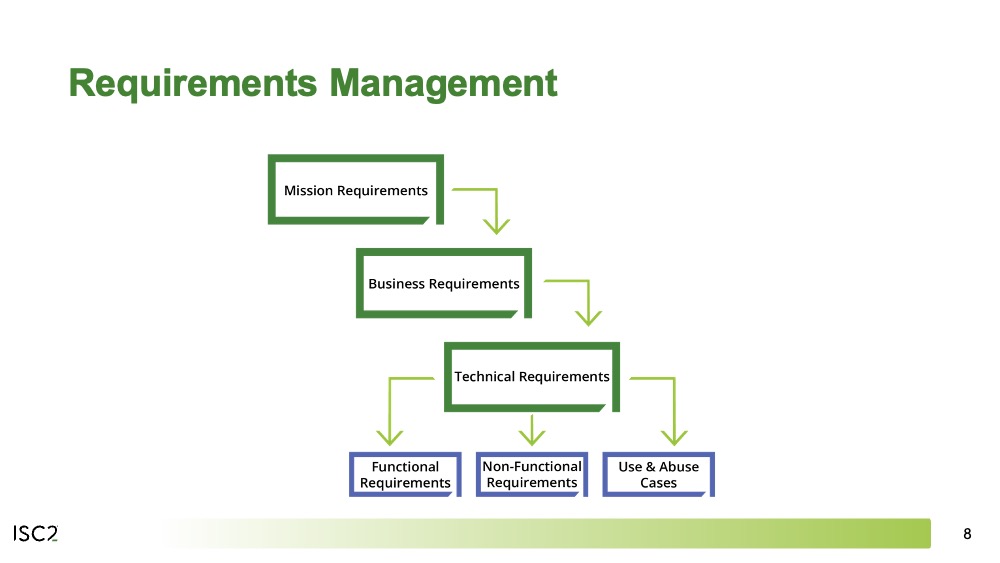 Requirements Management
Mission Requirements
Business Requirements
Technical Requirements
Functional
Requirements
Non-Functional
Requirements
Use & Abuse
Cases
ISC2
8